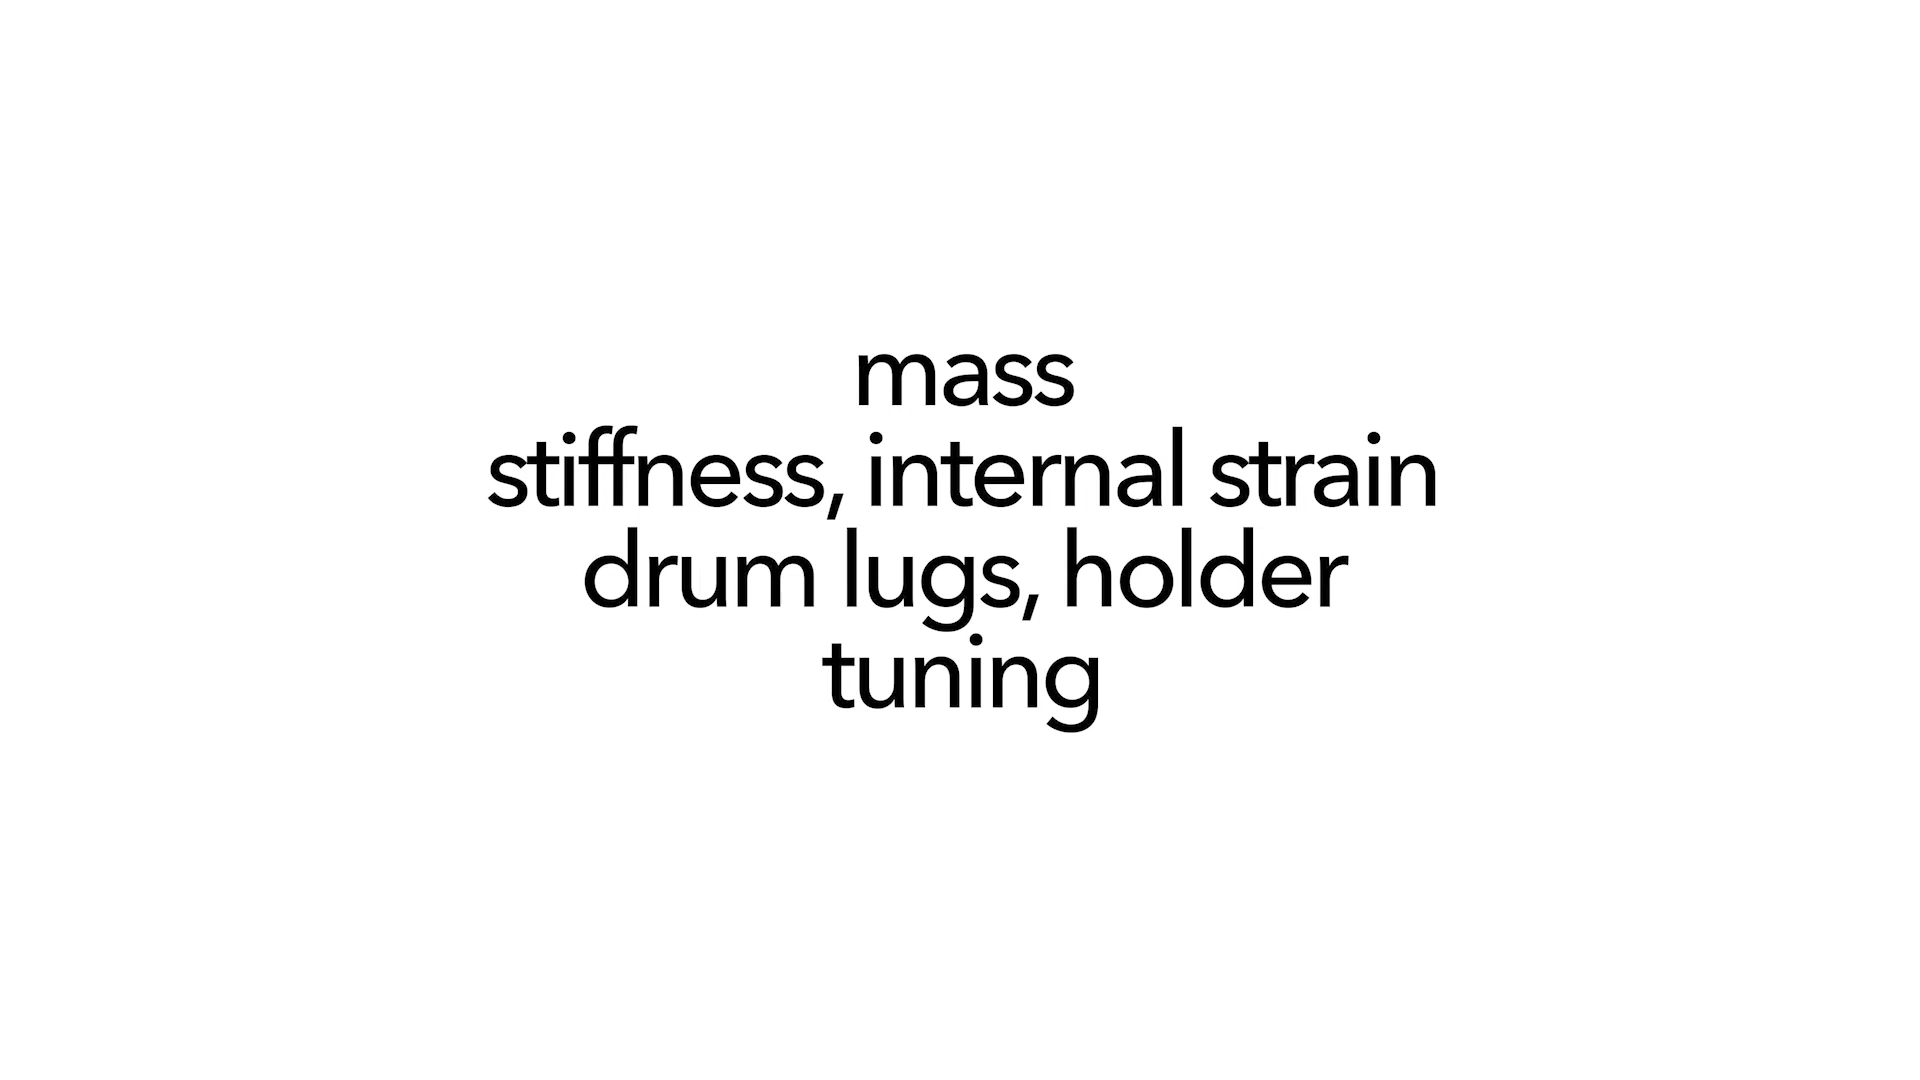 mass
stiffness, internal strain
drum lugs, holder
tuning